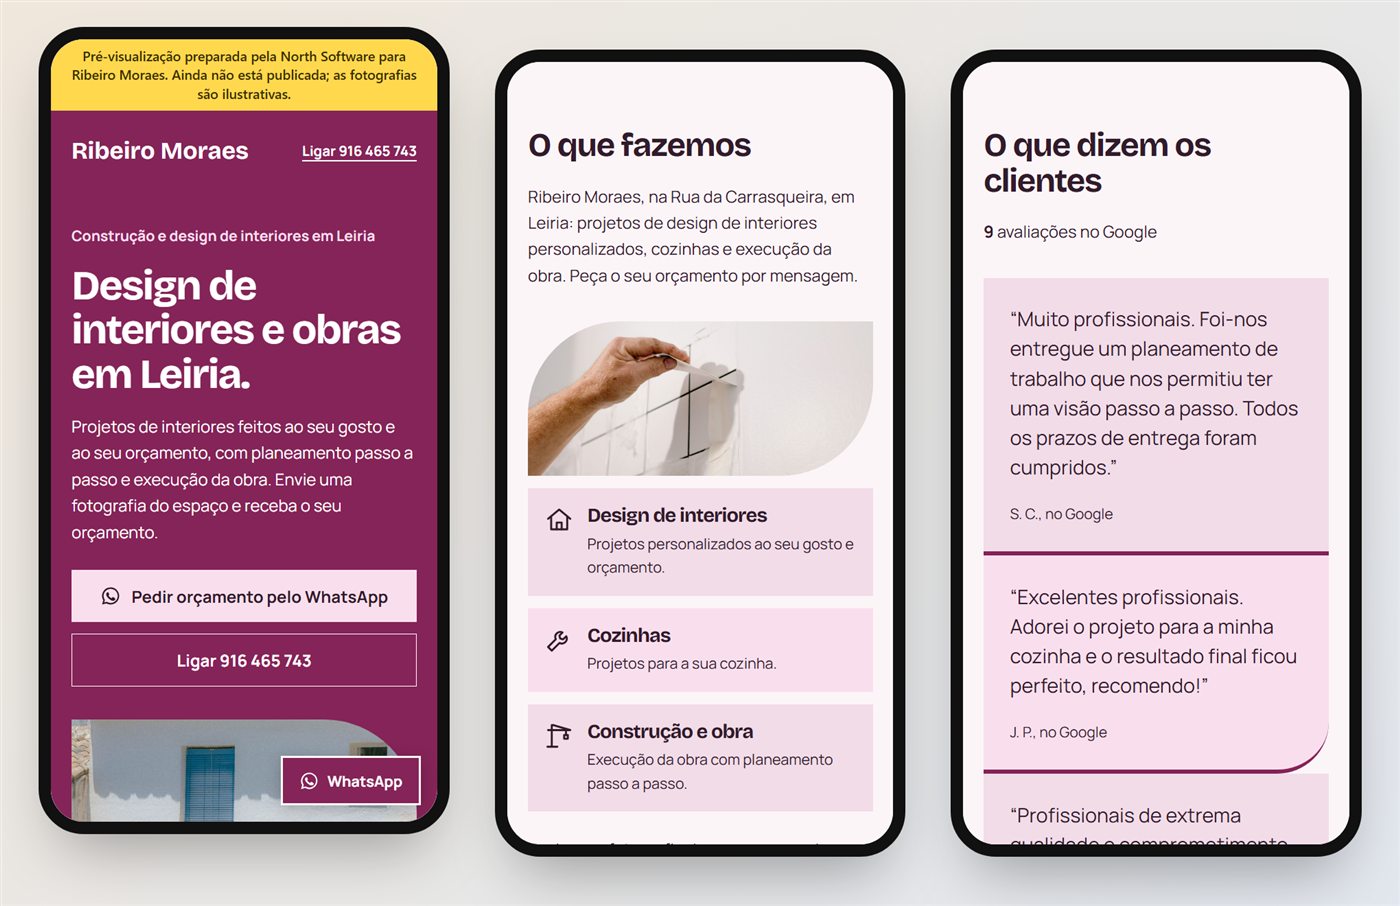 Pré-visualização preparada pela North Software para
Ribeiro Moraes. Ainda não está publicada; as fotografias
são ilustrativas.
Ribeiro Moraes
Ligar 916 465 743
Construção e design de interiores em Leiria
Design de
interiores e obras
em Leiria.
Projetos de interiores feitos ao seu gosto e
ao seu orçamento, com planeamento passo a
passo e execução da obra. Envie uma
fotografia do espaço e receba o seu
orçamento.
Pedir orçamento pelo WhatsApp
Ligar 916 465 743
WhatsApp
O que fazemos
Ribeiro Moraes, na Rua da Carrasqueira, em
Leiria: projetos de design de interiores
personalizados, cozinhas e execução da
obra. Peça o seu orçamento por mensagem.
Design de interiores
Projetos personalizados ao seu gosto e
orçamento.
Cozinhas
Projetos para a sua cozinha.
Construção e obra
Execução da obra com planeamento
passo a passo.
O que dizem os
clientes
9 avaliações no Google
“Muito profissionais. Foi-nos
entregue um planeamento de
trabalho que nos permitiu ter
uma visão passo a passo. Todos
os prazos de entrega foram
cumpridos.”
S. C., no Google
“Excelentes profissionais.
Adorei o projeto para a minha
cozinha e o resultado final ficou
perfeito, recomendo!”
J. P., no Google
“Profissionais de extrema
qualidade e comprometimento